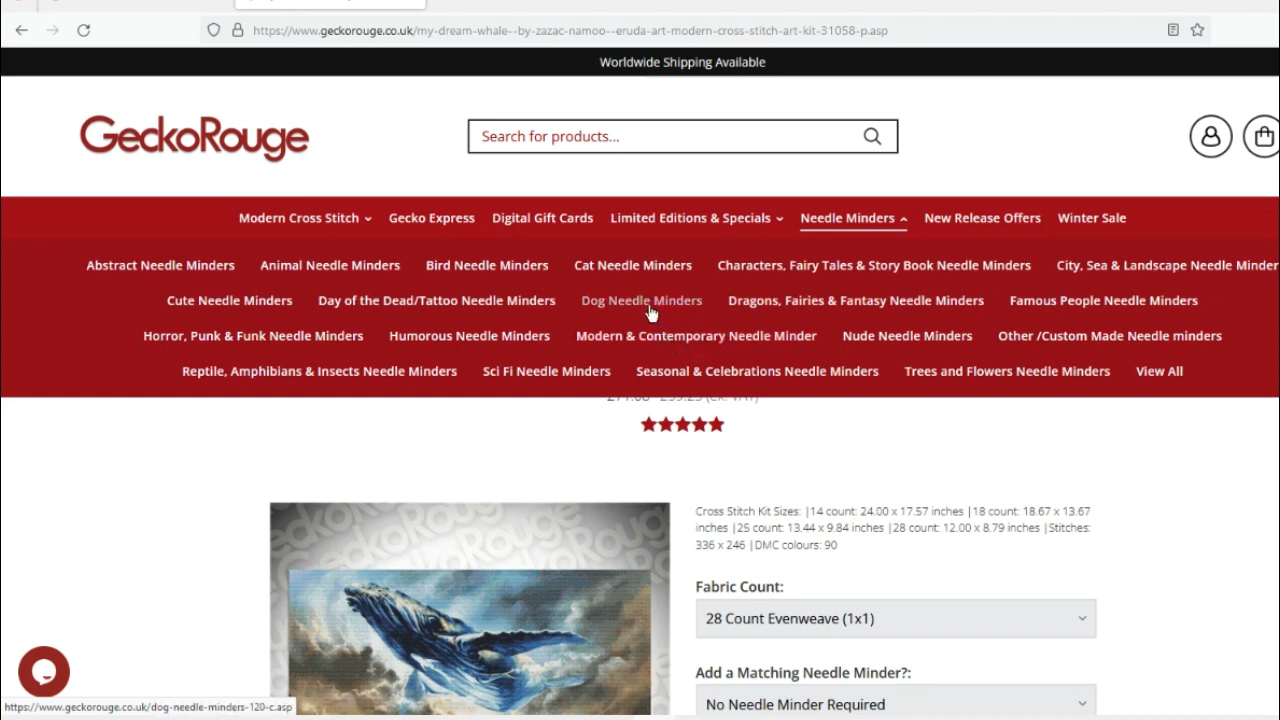 https://www.geckorouge.co.uk/my-dream-whale--by-zazac-namoo--eruda-art-modern-cross-stitch-art-kit-31058-p.asp
Worldwide Shipping Available
GeckoRouge
Search for products...
Modern Cross Stitch Gecko Express Digital Gift Cards Limited Editions & Specials Needle Minders New Release Offers Winter Sale
Abstract Needle Minders Animal Needle Minders Bird Needle Minders Cat Needle Minders Characters, Fairy Tales & Story Book Needle Minders City, Sea & Landscape Needle Minder
Cute Needle Minders Day of the Dead/Tattoo Needle Minders Dog Needle Minders Dragons, Fairies & Fantasy Needle Minders Famous People Needle Minders
Horror, Punk & Funk Needle Minders Humorous Needle Minders Modern & Contemporary Needle Minder Nude Needle Minders Other /Custom Made Needle minders
Reptile, Amphibians & Insects Needle Minders Sci Fi Needle Minders Seasonal & Celebrations Needle Minders Trees and Flowers Needle Minders View All
Cross Stitch Kit Sizes: |14 count: 24.00 x 17.57 inches |18 count: 18.67 x 13.67
inches |25 count: 13.44 x 9.84 inches |28 count: 12.00 x 8.79 inches |Stitches:
336 x 246 |DMC colours: 90
Fabric Count:
28 Count Evenweave (1x1)
Add a Matching Needle Minder?:
No Needle Minder Required
https://www.geckorouge.co.uk/dog-needle-minders-120-c.asp